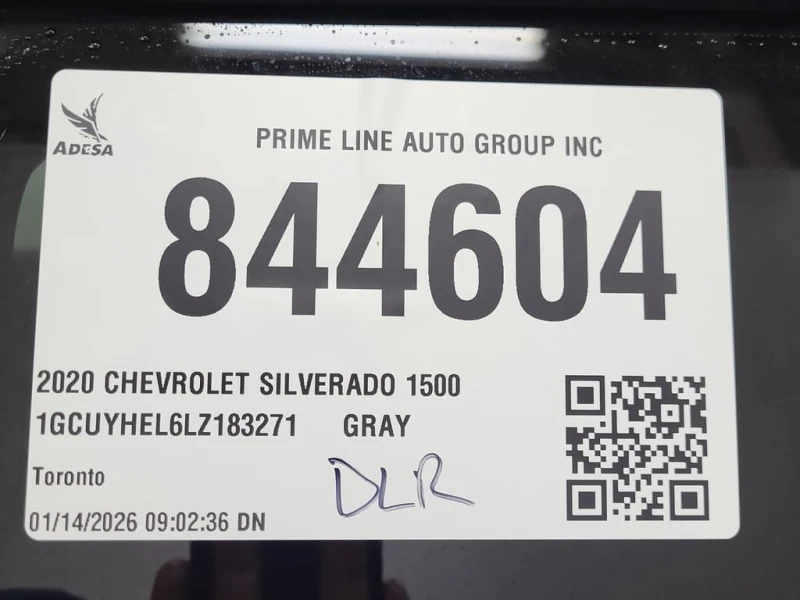 ADESA
PRIME LINE AUTO GROUP INC
844604
2020 CHEVROLET SILVERADO 1500
1GCUYHEL6LZ183271 GRAY
Toronto
DLR
01/14/2026 09:02:36 DN